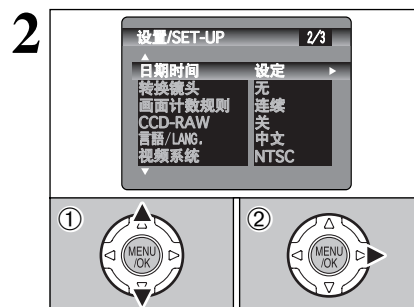 2
设置/SET-UP 2/3
日期时间 设定
转换镜头 无
画面计数规则 连续
CCD-RAW 关
言語/LANG. 中文
视频系统 NTSC
① ②
MENU /OK MENU /OK